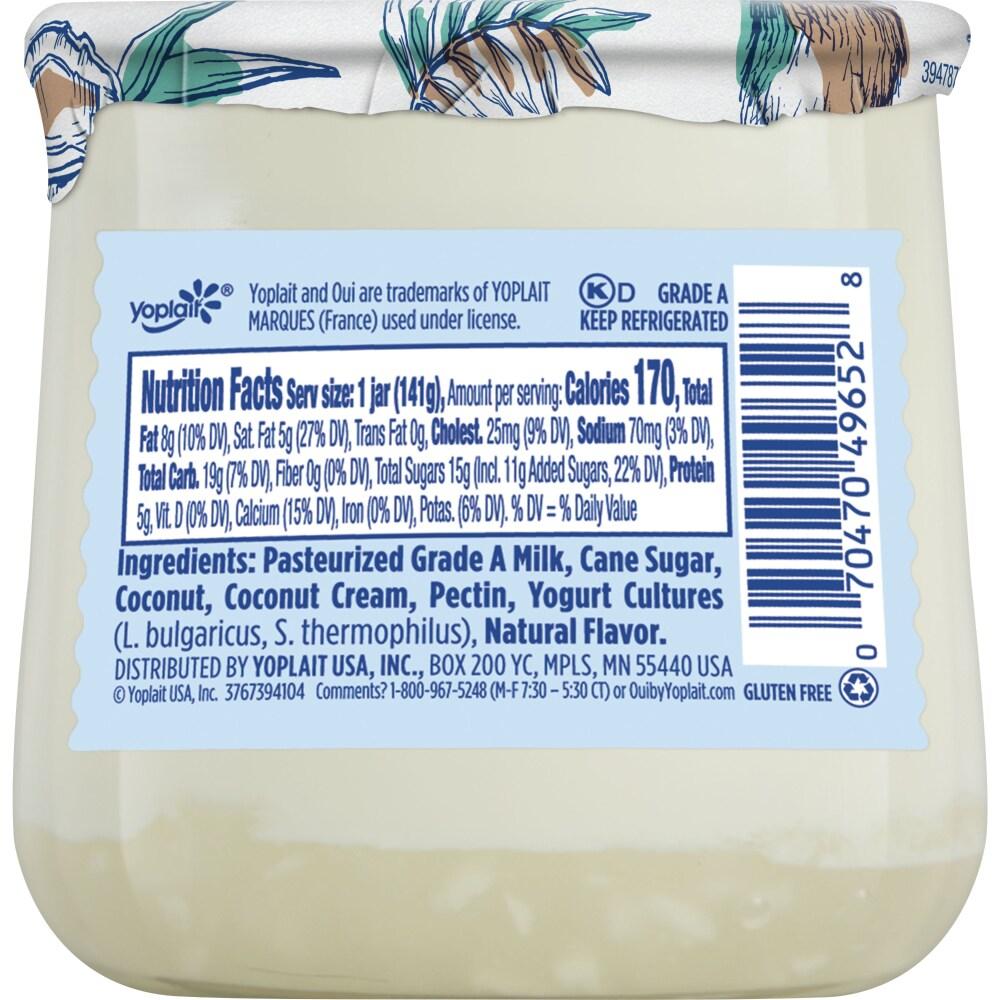 394787
yoplait®
Yoplait and Oui are trademarks of YOPLAIT
MARQUES (France) used under license.
K D GRADE A
KEEP REFRIGERATED
Nutrition Facts Serv size: 1 jar (141g), Amount per serving: Calories 170, Total
Fat 8g (10% DV), Sat. Fat 5g (27% DV), Trans Fat 0g, Cholest. 25mg (9% DV), Sodium 70mg (3% DV),
Total Carb. 19g (7% DV), Fiber 0g (0% DV), Total Sugars 15g (Incl. 11g Added Sugars, 22% DV), Protein
5g, Vit. D (0% DV), Calcium (15% DV), Iron (0% DV), Potas. (6% DV). % DV = % Daily Value
Ingredients: Pasteurized Grade A Milk, Cane Sugar,
Coconut, Coconut Cream, Pectin, Yogurt Cultures
(L. bulgaricus, S. thermophilus), Natural Flavor.
DISTRIBUTED BY YOPLAIT USA, INC., BOX 200 YC, MPLS, MN 55440 USA
© Yoplait USA, Inc. 3767394104 Comments? 1-800-967-5248 (M-F 7:30 – 5:30 CT) or OuibyYoplait.com GLUTEN FREE
0 70470 49652 8